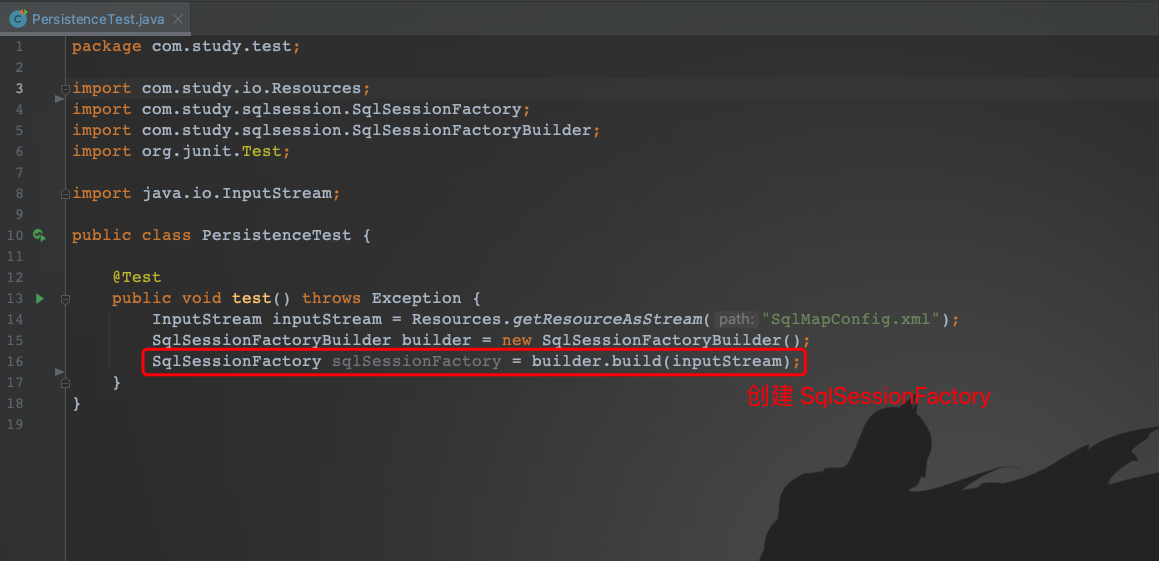 PersistenceTest.java
1 package com.study.test;
2
3 import com.study.io.Resources;
4 import com.study.sqlsession.SqlSessionFactory;
5 import com.study.sqlsession.SqlSessionFactoryBuilder;
6 import org.junit.Test;
7
8 import java.io.InputStream;
9
10 public class PersistenceTest {
11
12 @Test
13 public void test() throws Exception {
14 InputStream inputStream = Resources.getResourceAsStream( path: "SqlMapConfig.xml");
15 SqlSessionFactoryBuilder builder = new SqlSessionFactoryBuilder();
16 SqlSessionFactory sqlSessionFactory = builder.build(inputStream);
17 }
创建 SqlSessionFactory
18 }
19